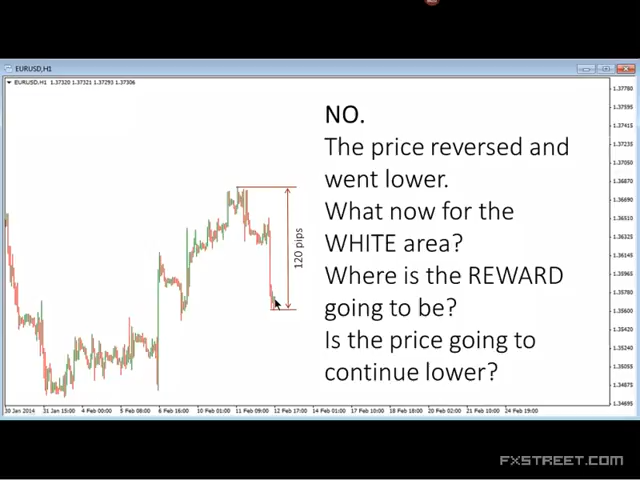 EURUSD,H1
EURUSD,H1 1.37320 1.37321 1.37293 1.37306
NO.
The price reversed and
went lower.
What now for the
WHITE area?
Where is the REWARD
going to be?
Is the price going to
continue lower?
120 pips
1.37780
1.37415
1.37235
1.37050
1.36870
1.36690
1.36510
1.36325
1.36145
1.35965
1.35780
1.35600
1.35420
1.35240
1.35055
1.34875
1.34695
30 Jan 2014 31 Jan 15:00 4 Feb 00:00 5 Feb 08:00 6 Feb 16:00 10 Feb 01:00 11 Feb 09:00 12 Feb 17:00 14 Feb 01:00 17 Feb 10:00 18 Feb 18:00 20 Feb 02:00 21 Feb 10:00 24 Feb 19:00
FXSTREET.COM